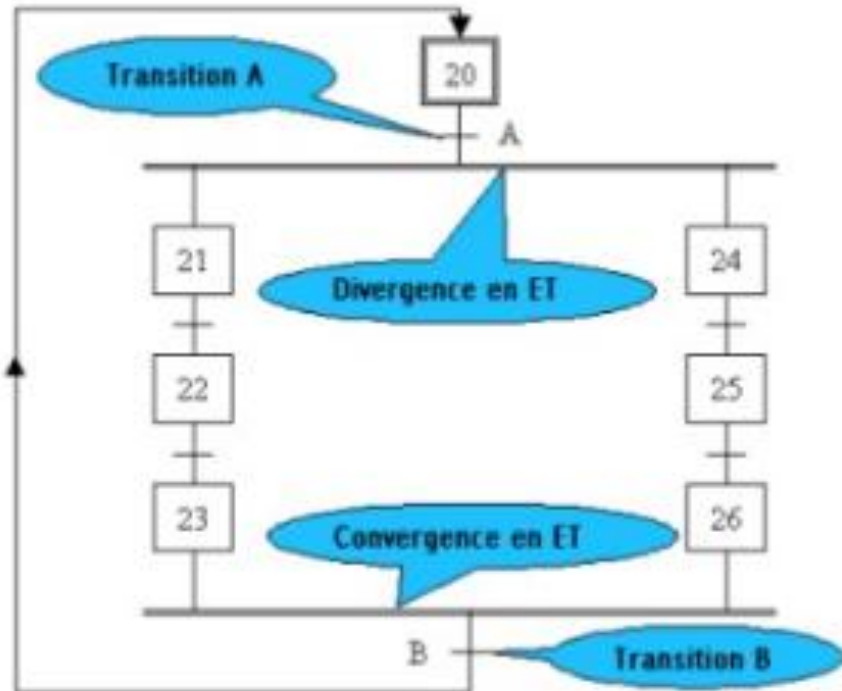 20
Transition A
A
21
24
Divergence en ET
22
25
23
26
Convergence en ET
B
Transition B